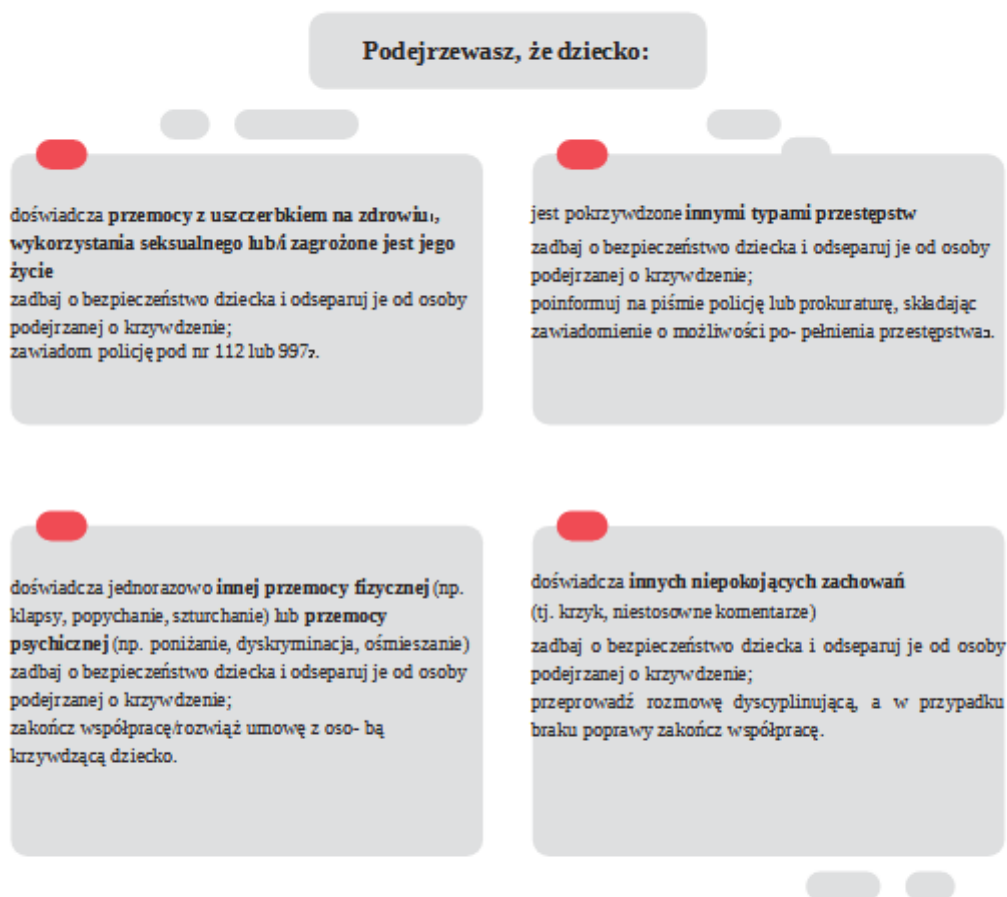 Podejrzewasz, że dziecko:
doświadcza przemocy z uszczerbkiem na zdrowiu1,
wykorzystania seksualnego lub/i zagrożone jest jego
życie
zadbaj o bezpieczeństwo dziecka i odseparuj je od osoby
podejrzanej o krzywdzenie;
zawiadom policję pod nr 112 lub 9972.
jest pokrzywdzone innymi typami przestępstw
zadbaj o bezpieczeństwo dziecka i odseparuj je od osoby
podejrzanej o krzywdzenie;
poinformuj na piśmie policję lub prokuraturę, składając
zawiadomienie o możliwości po- pełnienia przestępstwa3.
doświadcza jednorazowo innej przemocy fizycznej (np.
klapsy, popychanie, szturchanie) lub przemocy
psychicznej (np. poniżanie, dyskryminacja, ośmieszanie)
zadbaj o bezpieczeństwo dziecka i odseparuj je od osoby
podejrzanej o krzywdzenie;
zakończ współpracę/rozwiąż umowę z oso- bą
krzywdzącą dziecko.
doświadcza innych niepokojących zachowań
(tj. krzyk, niestosowne komentarze)
zadbaj o bezpieczeństwo dziecka i odseparuj je od osoby
podejrzanej o krzywdzenie;
przeprowadź rozmowę dyscyplinującą, a w przypadku
braku poprawy zakończ współpracę.